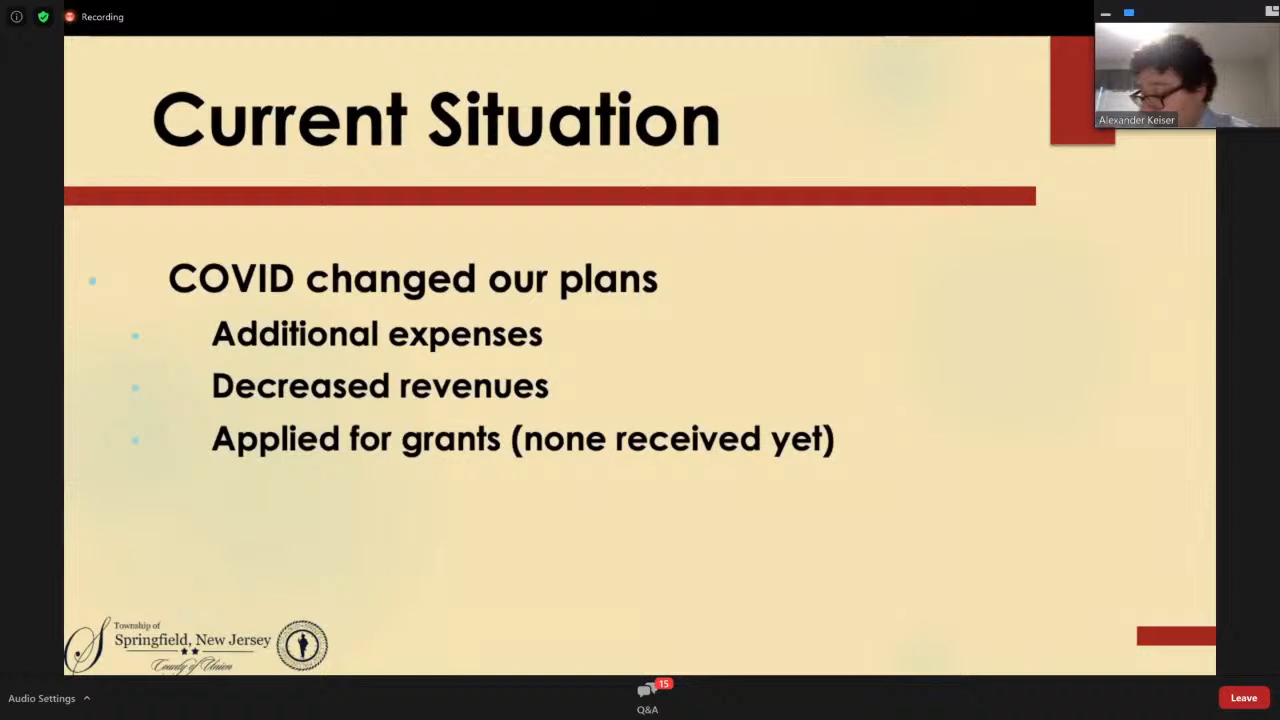 Recording
Current Situation
Alexander Keiser
COVID changed our plans
Additional expenses
Decreased revenues
Applied for grants (none received yet)
Township of
Springfield, New Jersey
County of Union
Audio Settings
15
Q&A
Leave